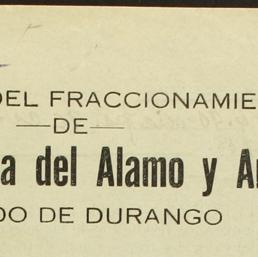 DEL FRACCIONAMIE
—DE—
a del Alamo y A
DO DE DURANGO